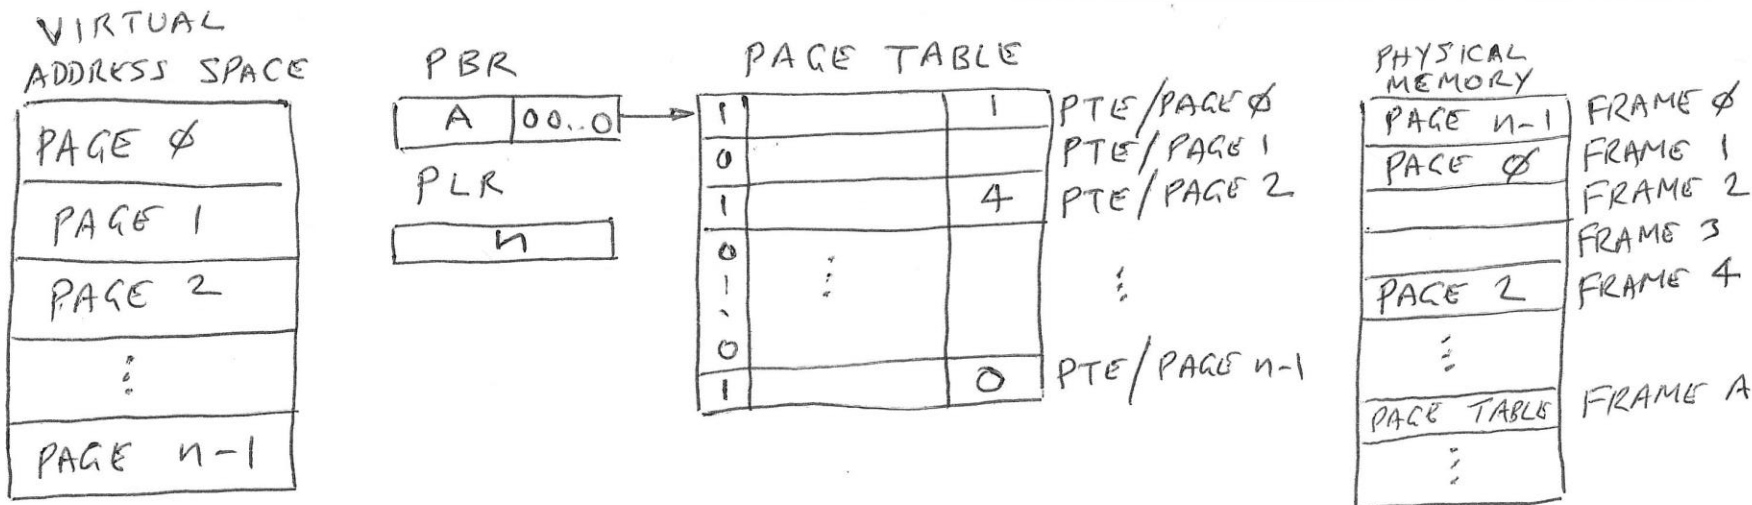 VIRTUAL
ADDRESS SPACE
PAGE Ø
PAGE 1
PAGE 2
PAGE n-1
PBR
A 00..0
PLR
n
PAGE TABLE
1 1 PTE/PAGE Ø
0 PTE/PAGE 1
1 4 PTE/PAGE 2
0
0
1 0 PTE/PAGE n-1
PHYSICAL
MEMORY
PAGE n-1 FRAME Ø
PAGE Ø FRAME 1
FRAME 2
FRAME 3
PAGE 2 FRAME 4
PAGE TABLE FRAME A